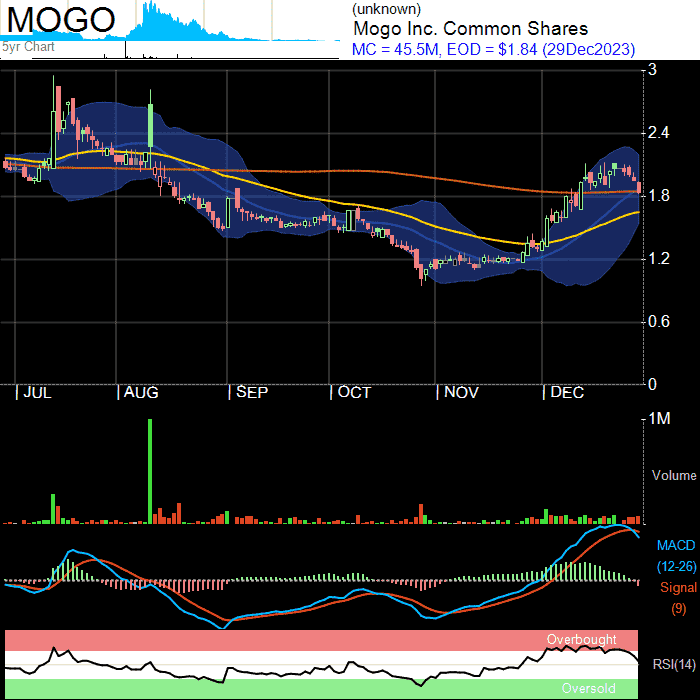 MOGO
5yr Chart
(unknown)
Mogo Inc. Common Shares
MC = 45.5M, EOD = $1.84 (29Dec2023)
3
2.4
1.8
1.2
0.6
0
JUL AUG SEP OCT NOV DEC
1M
Volume
MACD
(12-26)
Signal
(9)
Overbought
RSI(14)
Oversold